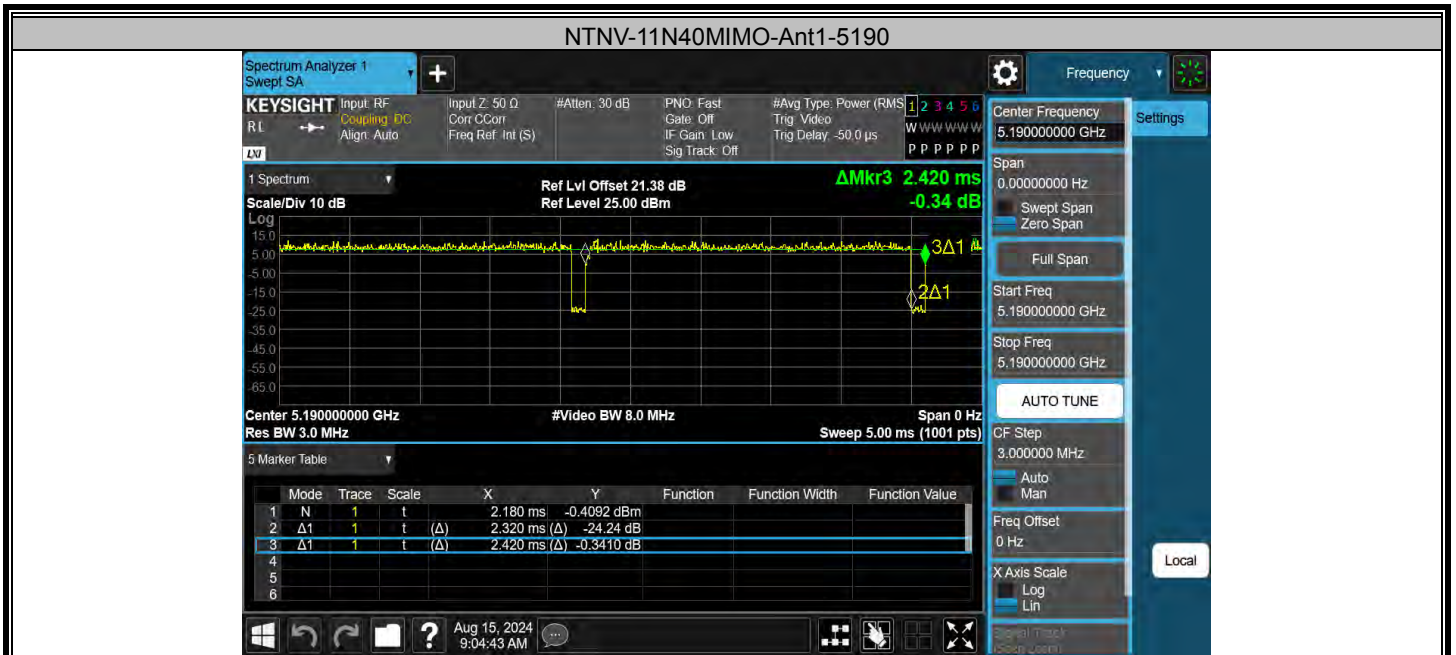 NTNV-11N40MIMO-Ant1-5190
Spectrum Analyzer 1
Swept SA
Frequency
KEYSIGHT
RL
LXI
Input: RF
Coupling: DC
Align: Auto
Input Z: 50 Ω
Corr CCorr
Freq Ref: Int (S)
#Atten: 30 dB
PNO: Fast
Gate: Off
IF Gain: Low
Sig Track: Off
#Avg Type: Power (RMS
Trig: Video
Trig Delay: -50.0 µs
1 2 3 4 5 6
W W W W W W
P P P P P P
1 Spectrum
Scale/Div 10 dB
Ref Lvl Offset 21.38 dB
Ref Level 25.00 dBm
ΔMkr3 2.420 ms
-0.34 dB
Log
15.0
5.00
-5.00
-15.0
-25.0
-35.0
-45.0
-55.0
-65.0
3Δ1
2Δ1
Center 5.190000000 GHz
#Video BW 8.0 MHz
Span 0 Hz
Res BW 3.0 MHz
Sweep 5.00 ms (1001 pts)
5 Marker Table
Mode Trace Scale X Y Function Function Width Function Value
1 N 1 t 2.180 ms -0.4092 dBm
2 Δ1 1 t (Δ) 2.320 ms (Δ) -24.24 dB
3 Δ1 1 t (Δ) 2.420 ms (Δ) -0.3410 dB
4
5
6
Aug 15, 2024
9:04:43 AM
Center Frequency
5.190000000 GHz
Settings
Span
0.00000000 Hz
Swept Span
Zero Span
Full Span
Start Freq
5.190000000 GHz
Stop Freq
5.190000000 GHz
AUTO TUNE
CF Step
3.000000 MHz
Auto
Man
Freq Offset
0 Hz
X Axis Scale
Log
Lin
Signal Track
(Span Zoom)
Local